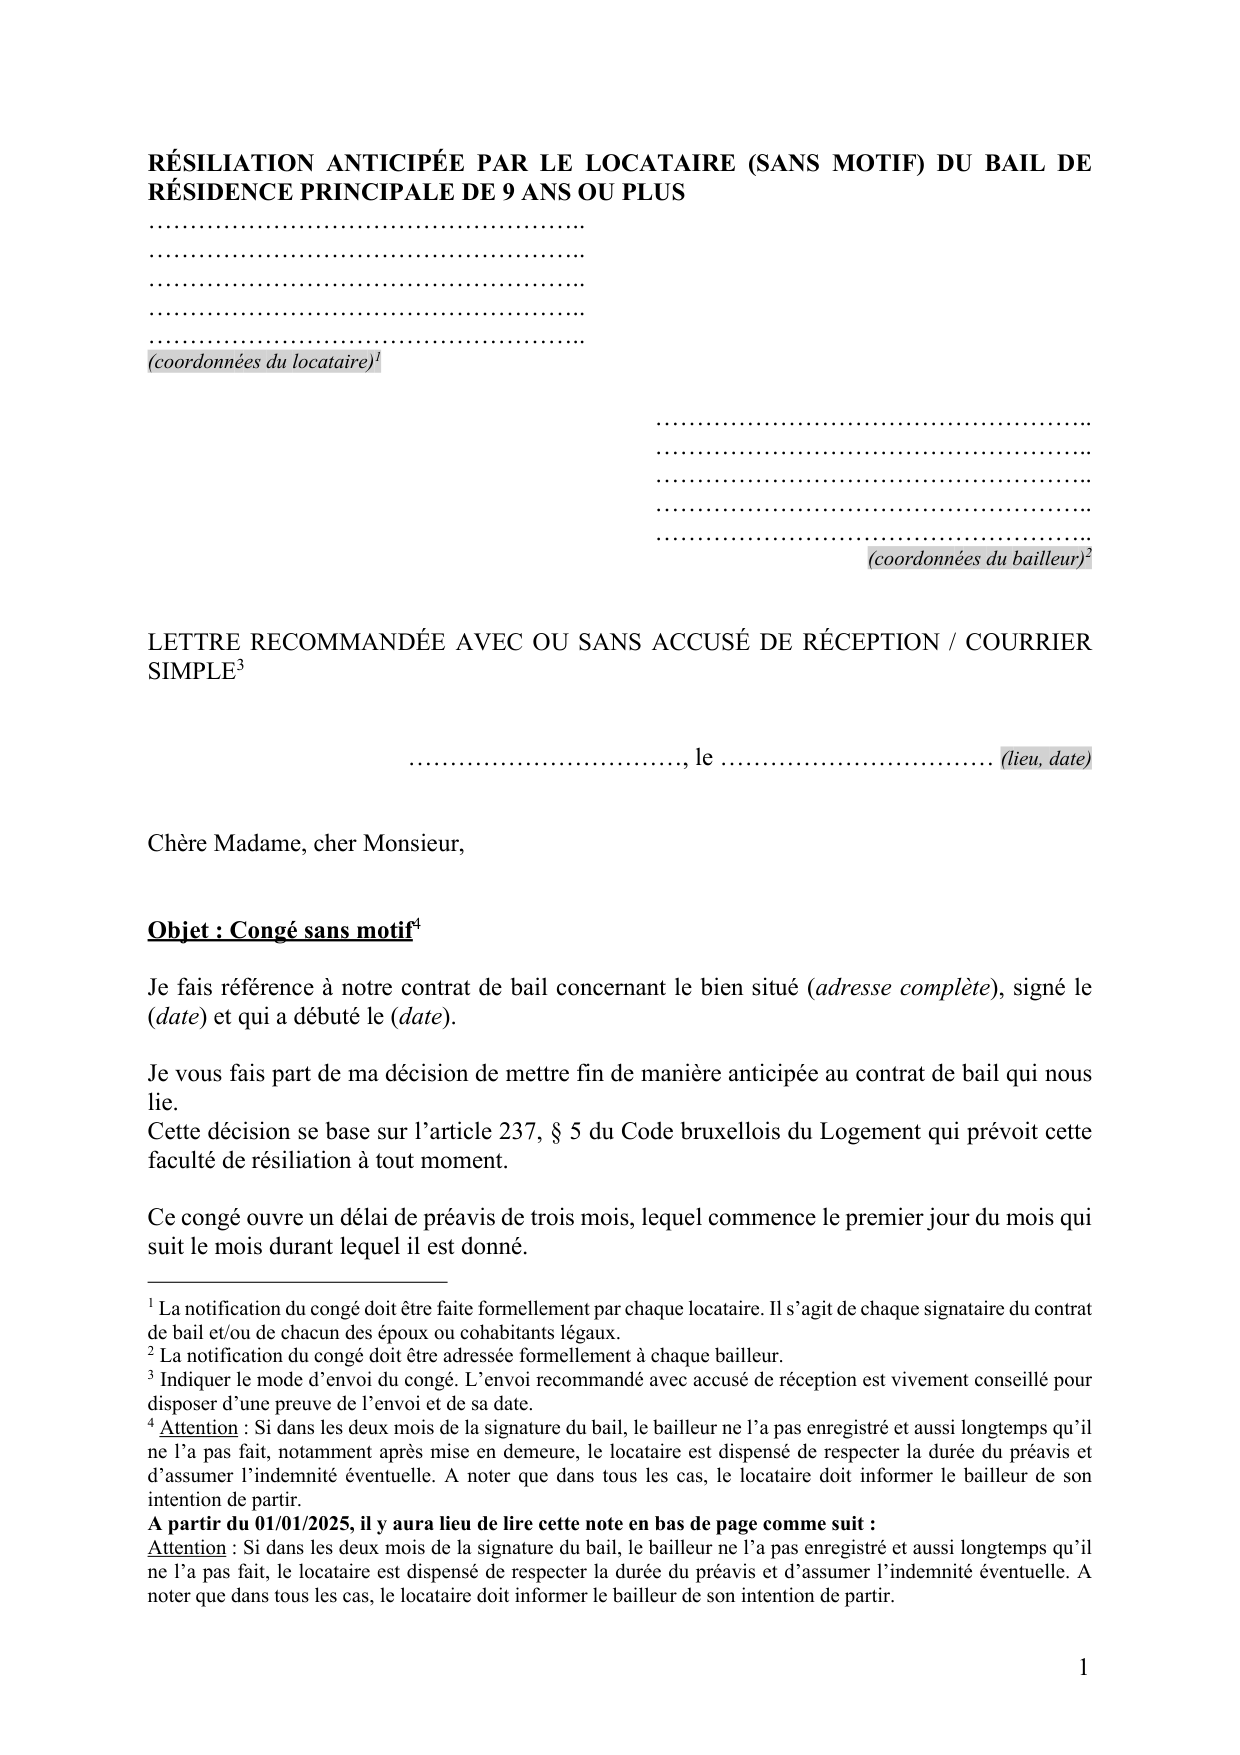 RÉSILIATION ANTICIPÉE PAR LE LOCATAIRE (SANS MOTIF) DU BAIL DE
RÉSIDENCE PRINCIPALE DE 9 ANS OU PLUS
……………………………………………..
……………………………………………..
……………………………………………..
……………………………………………..
……………………………………………..
(coordonnées du locataire)1
……………………………………………..
……………………………………………..
……………………………………………..
……………………………………………..
……………………………………………..
(coordonnées du bailleur)2
LETTRE RECOMMANDÉE AVEC OU SANS ACCUSÉ DE RÉCEPTION / COURRIER
SIMPLE3
……………………………, le …………………………… (lieu, date)
Chère Madame, cher Monsieur,
Objet : Congé sans motif4
Je fais référence à notre contrat de bail concernant le bien situé (adresse complète), signé le
(date) et qui a débuté le (date).
Je vous fais part de ma décision de mettre fin de manière anticipée au contrat de bail qui nous
lie.
Cette décision se base sur l’article 237, § 5 du Code bruxellois du Logement qui prévoit cette
faculté de résiliation à tout moment.
Ce congé ouvre un délai de préavis de trois mois, lequel commence le premier jour du mois qui
suit le mois durant lequel il est donné.
1 La notification du congé doit être faite formellement par chaque locataire. Il s’agit de chaque signataire du contrat
de bail et/ou de chacun des époux ou cohabitants légaux.
2 La notification du congé doit être adressée formellement à chaque bailleur.
3 Indiquer le mode d’envoi du congé. L’envoi recommandé avec accusé de réception est vivement conseillé pour
disposer d’une preuve de l’envoi et de sa date.
4 Attention : Si dans les deux mois de la signature du bail, le bailleur ne l’a pas enregistré et aussi longtemps qu’il
ne l’a pas fait, notamment après mise en demeure, le locataire est dispensé de respecter la durée du préavis et
d’assumer l’indemnité éventuelle. A noter que dans tous les cas, le locataire doit informer le bailleur de son
intention de partir.
A partir du 01/01/2025, il y aura lieu de lire cette note en bas de page comme suit :
Attention : Si dans les deux mois de la signature du bail, le bailleur ne l’a pas enregistré et aussi longtemps qu’il
ne l’a pas fait, le locataire est dispensé de respecter la durée du préavis et d’assumer l’indemnité éventuelle. A
noter que dans tous les cas, le locataire doit informer le bailleur de son intention de partir.
1